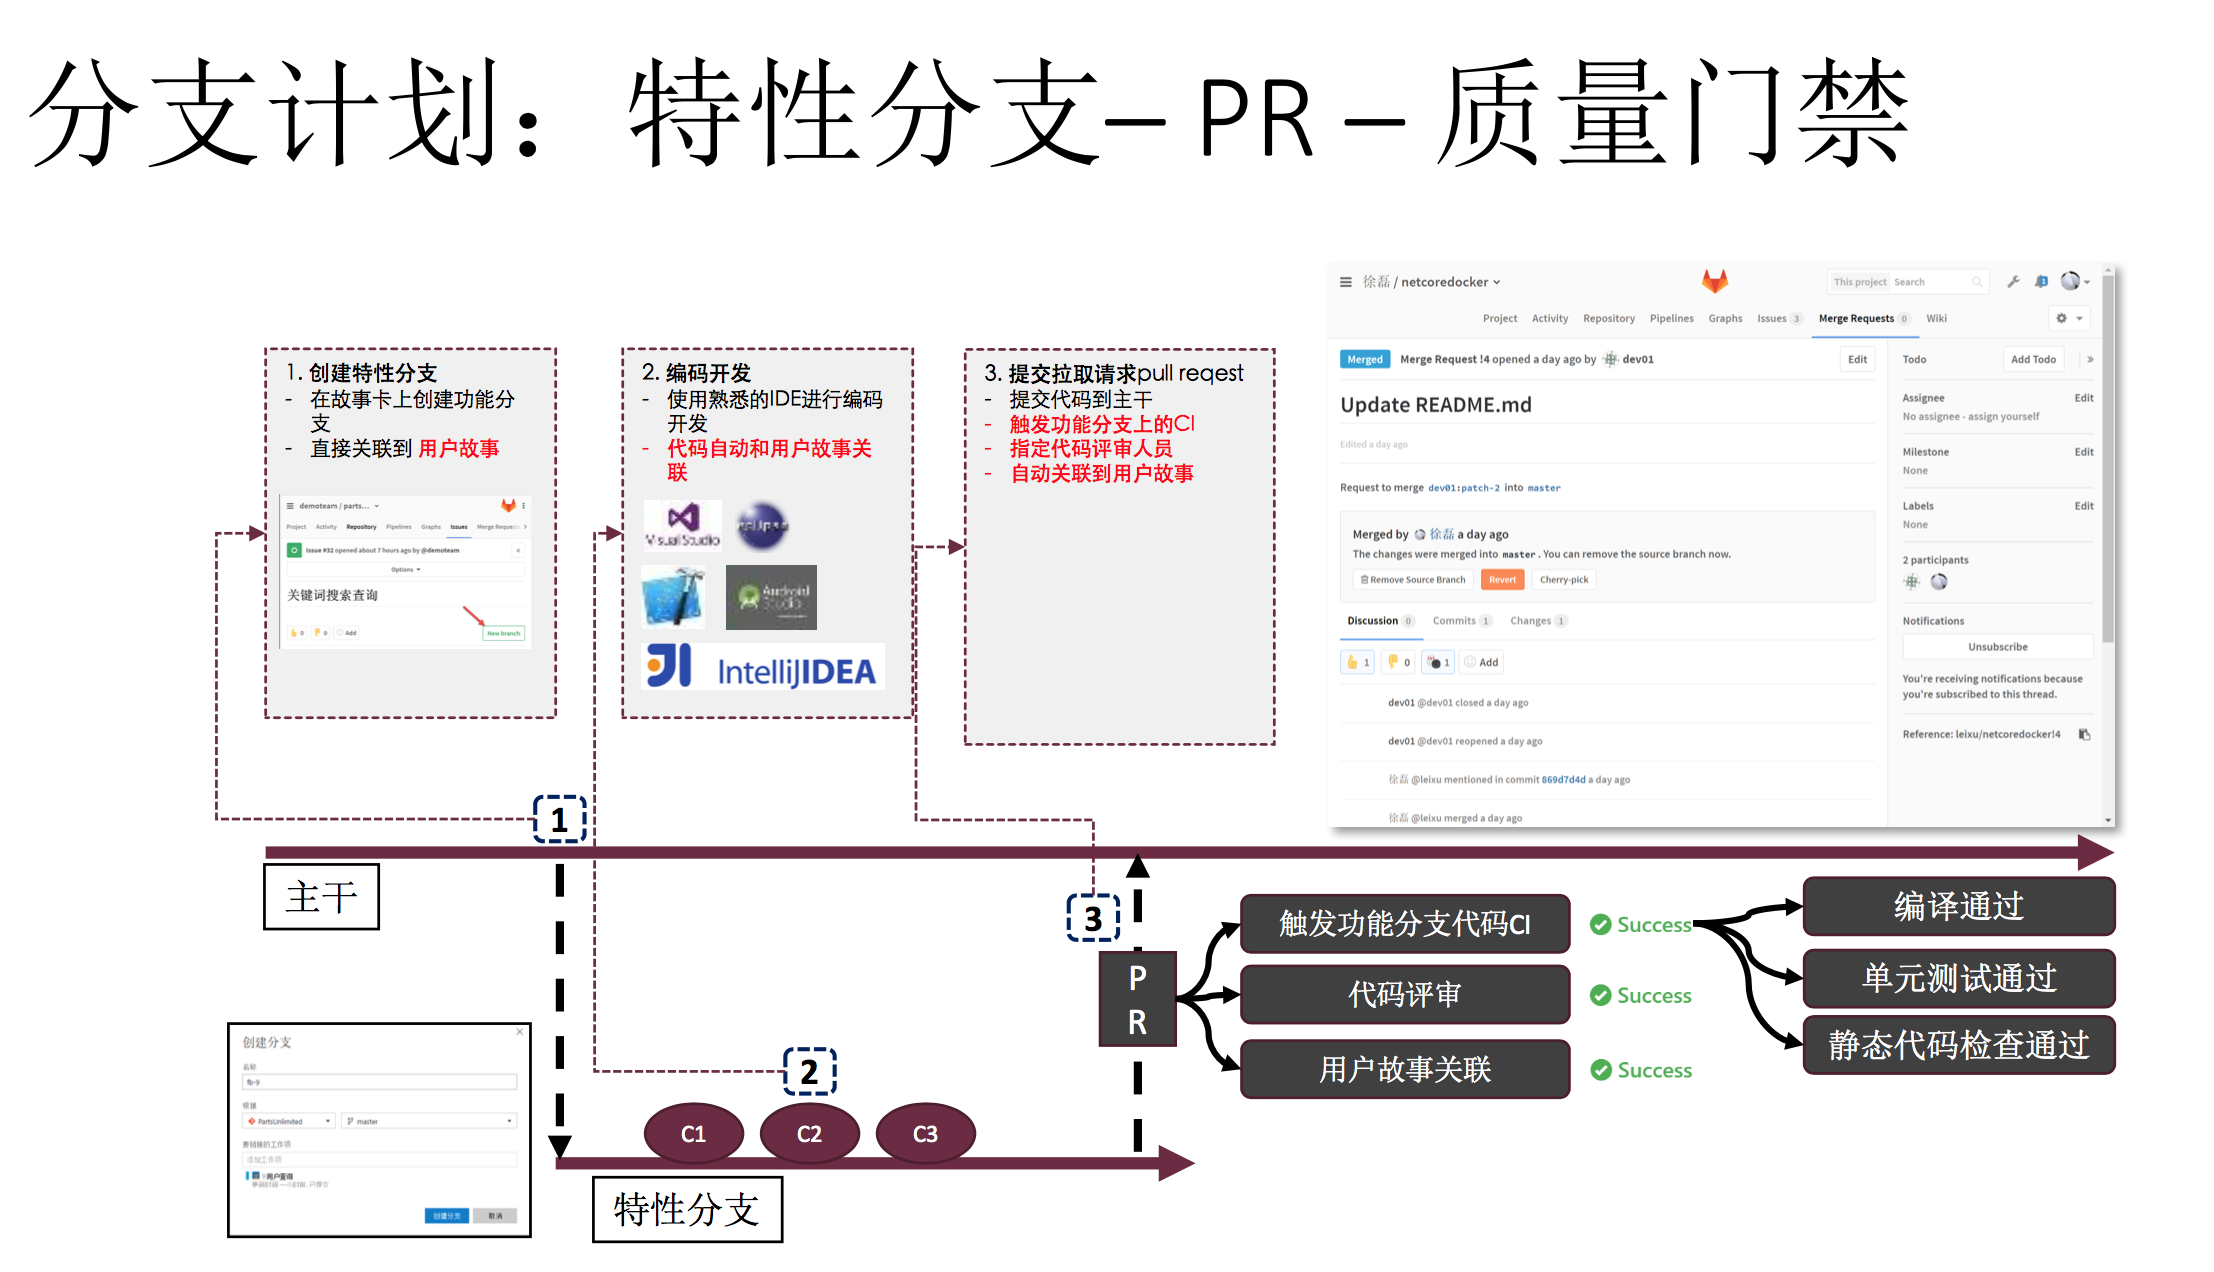 分支计划：特性分支– PR – 质量门禁
1. 创建特性分支
- 在故事卡上创建功能分
支
- 直接关联到 用户故事
demoteam / parts...
Project Activity Repository Pipelines Graphs Issues Merge Requests
Issue #32 opened about 7 hours ago by @demoteam
Options
关键词搜索查询
0 0 Add
New branch
2. 编码开发
- 使用熟悉的IDE进行编码
开发
- 代码自动和用户故事关
联
Visual Studio
eclipse
Android
Studio
IntelliJIDEA
3. 提交拉取请求pull reqest
- 提交代码到主干
- 触发功能分支上的CI
- 指定代码评审人员
- 自动关联到用户故事
徐磊 / netcoredocker
This project Search
1
Project Activity Repository Pipelines Graphs Issues 3 Merge Requests 0 Wiki
Merged Merge Request !4 opened a day ago by dev01 Edit
Update README.md
Edited a day ago
Request to merge dev01:patch-2 into master
Merged by 徐磊 a day ago
The changes were merged into master . You can remove the source branch now.
Remove Source Branch Revert Cherry-pick
Discussion 0 Commits 1 Changes 1
1 0 1 Add
dev01 @dev01 closed a day ago
dev01 @dev01 reopened a day ago
徐磊 @leixu mentioned in commit 869d7d4d a day ago
徐磊 @leixu merged a day ago
Todo Add Todo »
Assignee Edit
No assignee - assign yourself
Milestone Edit
None
Labels Edit
None
2 participants
Notifications
Unsubscribe
You're receiving notifications because
you're subscribed to this thread.
Reference: leixu/netcoredocker!4
1
主干
3
P
R
触发功能分支代码CI
Success
代码评审
Success
用户故事关联
Success
编译通过
单元测试通过
静态代码检查通过
2
C1 C2 C3
特性分支
创建分支
名称
fb-9
根据
PartsUnlimited master
要链接的工作项
添加工作项
9 用户查询
创建分支 取消